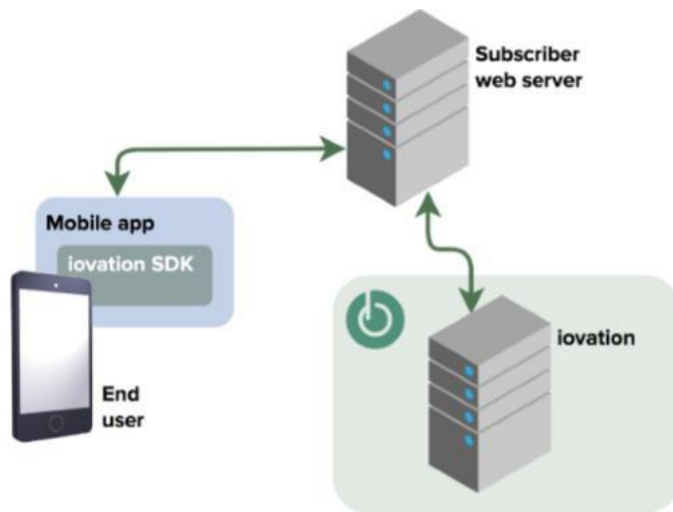 Subscriber
web server
Mobile app
iovation SDK
End
user
iovation